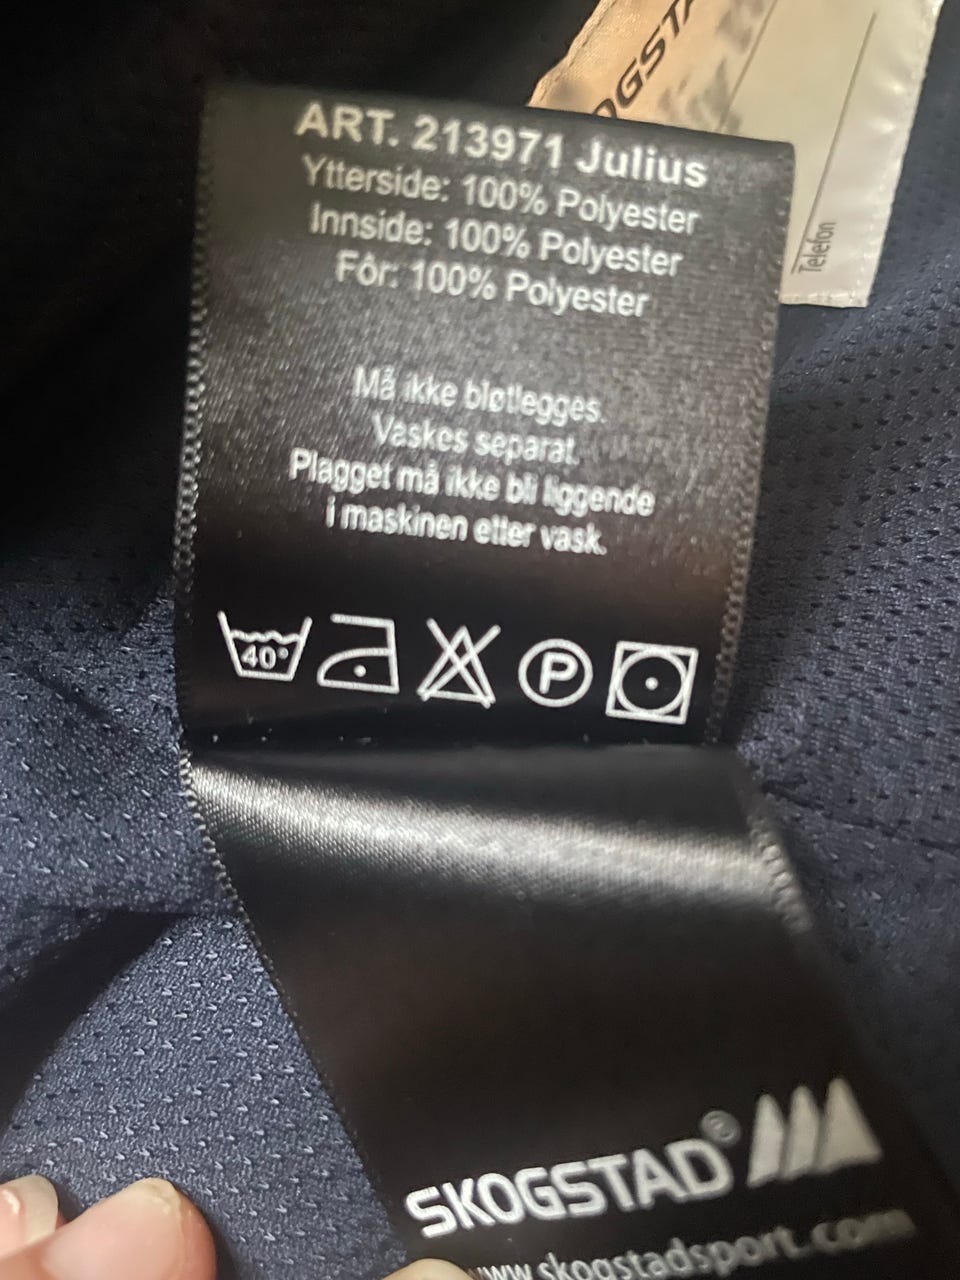 ART. 213971 Julius
Ytterside: 100% Polyester
Innside: 100% Polyester
Fôr: 100% Polyester
Må ikke bløtlegges.
Vaskes separat.
Plagget må ikke bli liggende
i maskinen etter vask.
40°
P
SKOGSTAD®
www.skogstadsport.com
Telefon